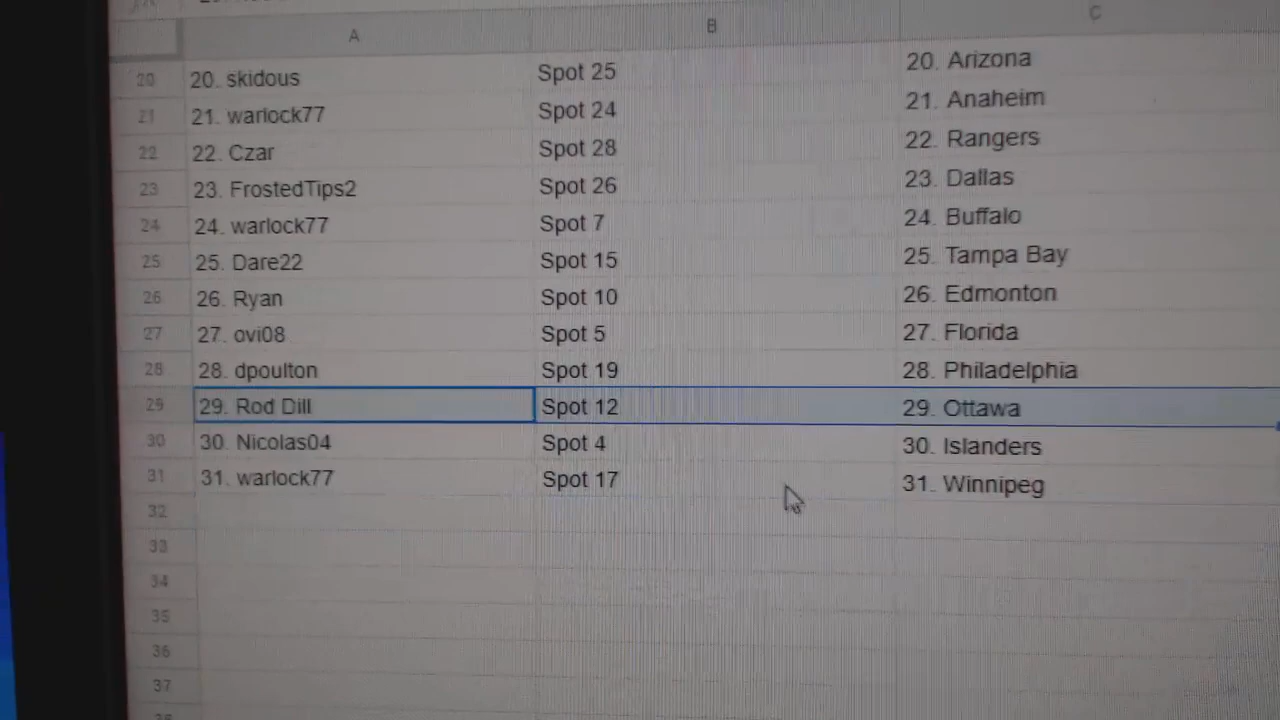 A B C
20 20. skidous Spot 25 20. Arizona
21 21. warlock77 Spot 24 21. Anaheim
22 22. Czar Spot 28 22. Rangers
23 23. FrostedTips2 Spot 26 23. Dallas
24 24. warlock77 Spot 7 24. Buffalo
25 25. Dare22 Spot 15 25. Tampa Bay
26 26. Ryan Spot 10 26. Edmonton
27 27. ovi08 Spot 5 27. Florida
28 28. dpoulton Spot 19 28. Philadelphia
29 29. Rod Dill Spot 12 29. Ottawa
30 30. Nicolas04 Spot 4 30. Islanders
31 31. warlock77 Spot 17 31. Winnipeg
32
33
34
35
36
37